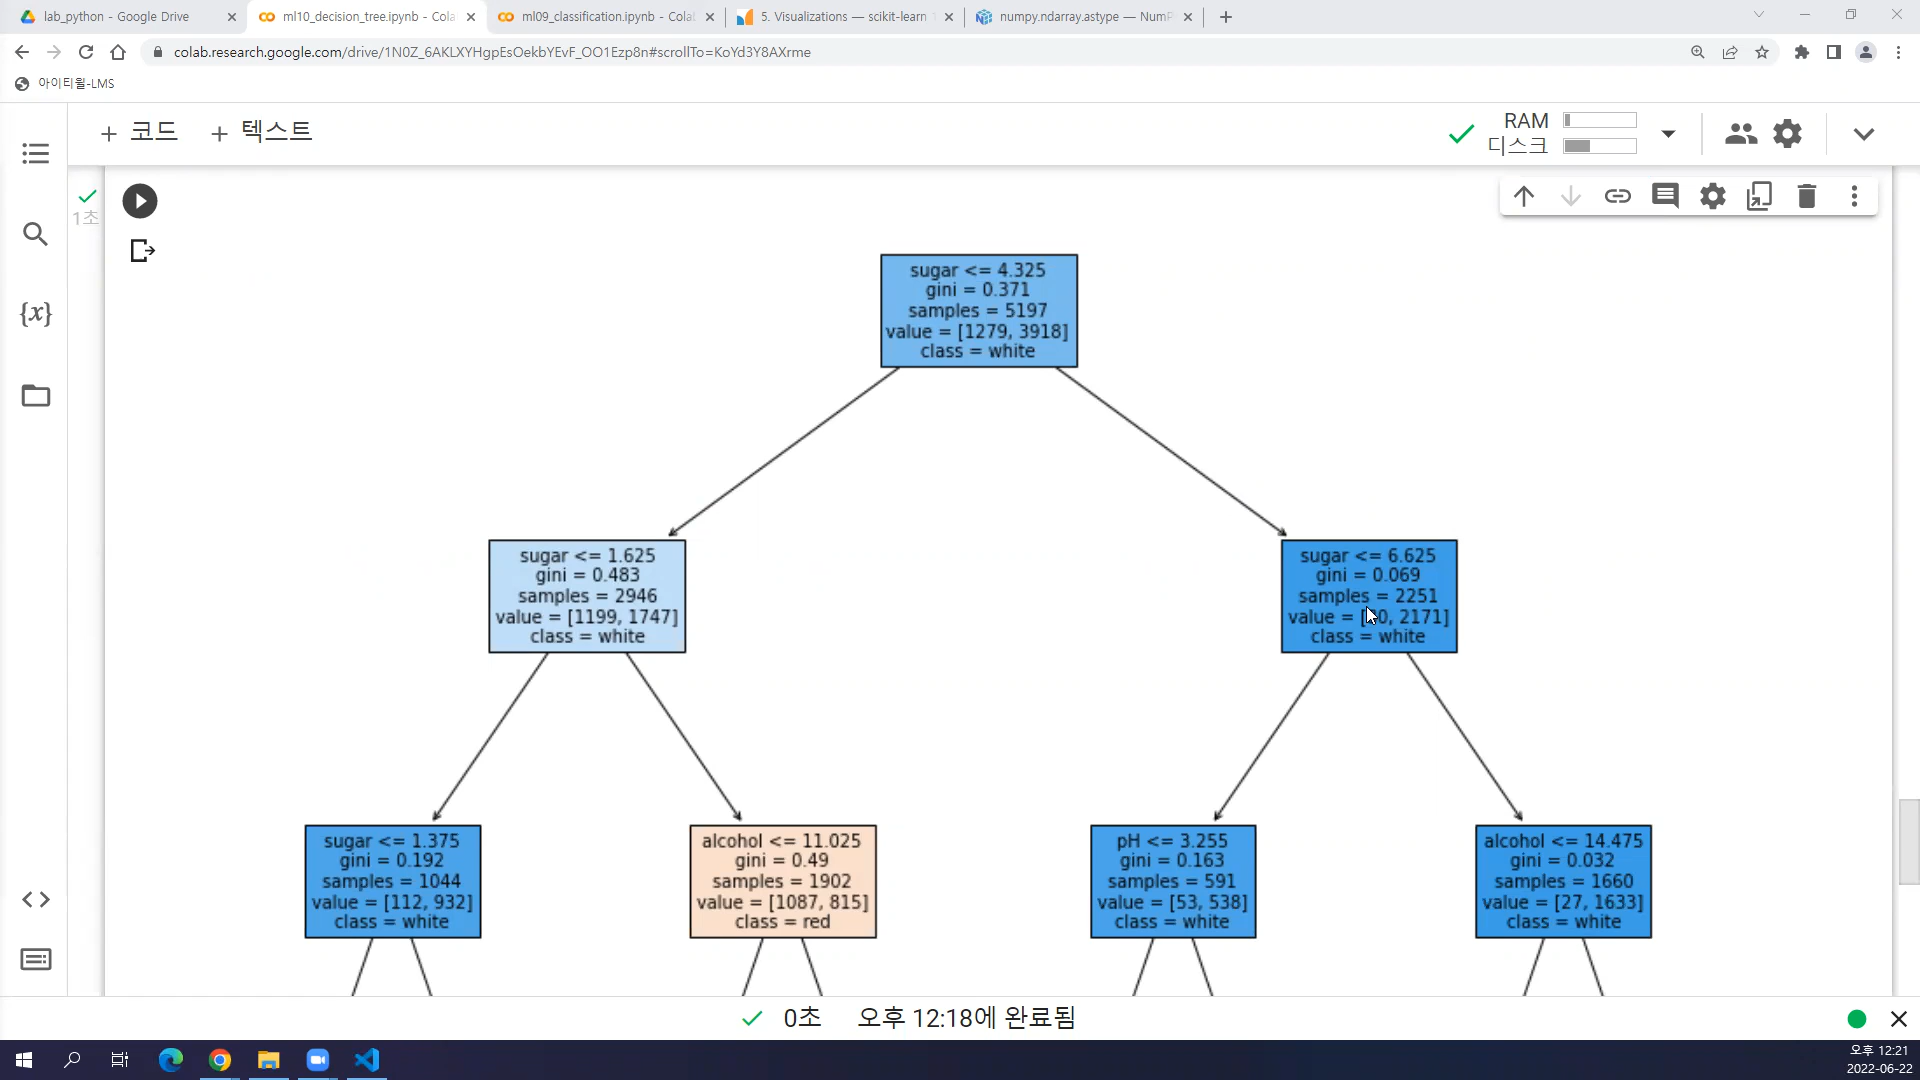 lab_python - Google Drive
ml10_decision_tree.ipynb - Cola
ml09_classification.ipynb - Cola
5. Visualizations — scikit-learn
numpy.ndarray.astype — NumP
colab.research.google.com/drive/1N0Z_6AKLXYHgpEsOekbYEvF_OO1Ezp8n#scrollTo=KoYd3Y8AXrme
아이티윌-LMS
+ 코드
+ 텍스트
RAM
디스크
1초
{x}
sugar <= 4.325
gini = 0.371
samples = 5197
value = [1279, 3918]
class = white
sugar <= 1.625
gini = 0.483
samples = 2946
value = [1199, 1747]
class = white
sugar <= 6.625
gini = 0.069
samples = 2251
value = [0, 2171]
class = white
sugar <= 1.375
gini = 0.192
samples = 1044
value = [112, 932]
class = white
alcohol <= 11.025
gini = 0.49
samples = 1902
value = [1087, 815]
class = red
pH <= 3.255
gini = 0.163
samples = 591
value = [53, 538]
class = white
alcohol <= 14.475
gini = 0.032
samples = 1660
value = [27, 1633]
class = white
0초
오후 12:18에 완료됨
오후 12:21
2022-06-22